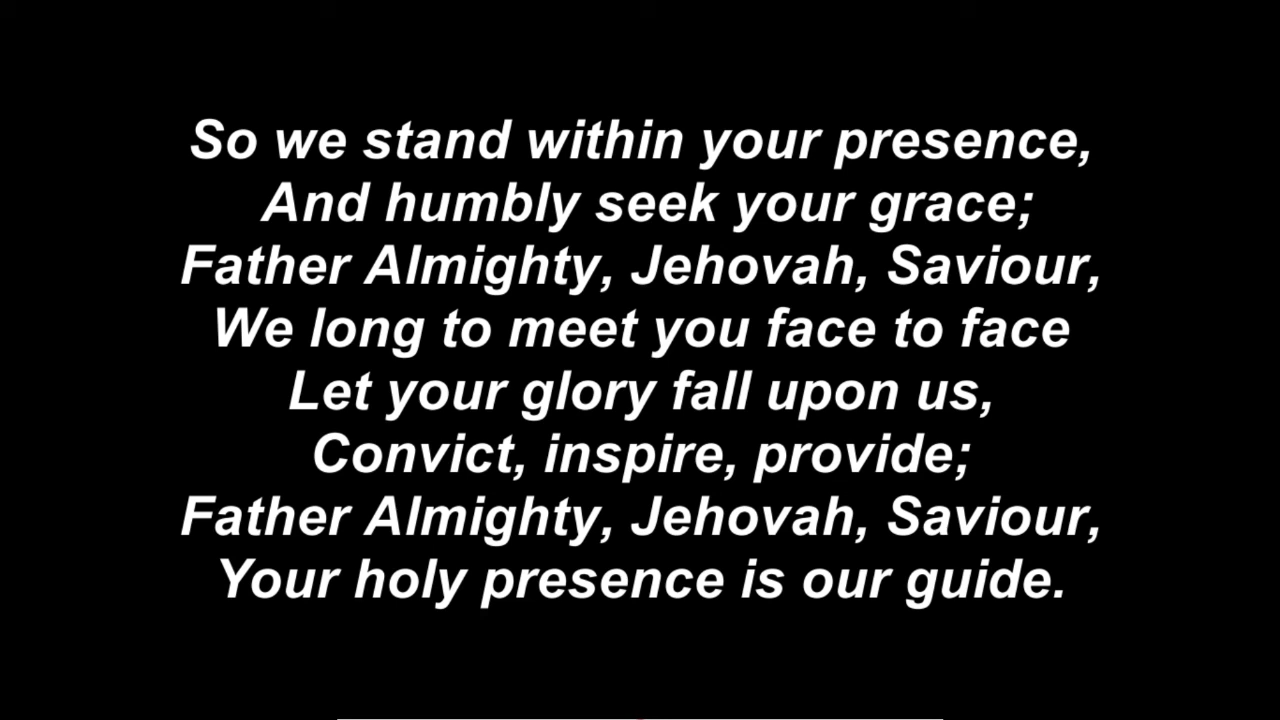 So we stand within your presence,
And humbly seek your grace;
Father Almighty, Jehovah, Saviour,
We long to meet you face to face
Let your glory fall upon us,
Convict, inspire, provide;
Father Almighty, Jehovah, Saviour,
Your holy presence is our guide.